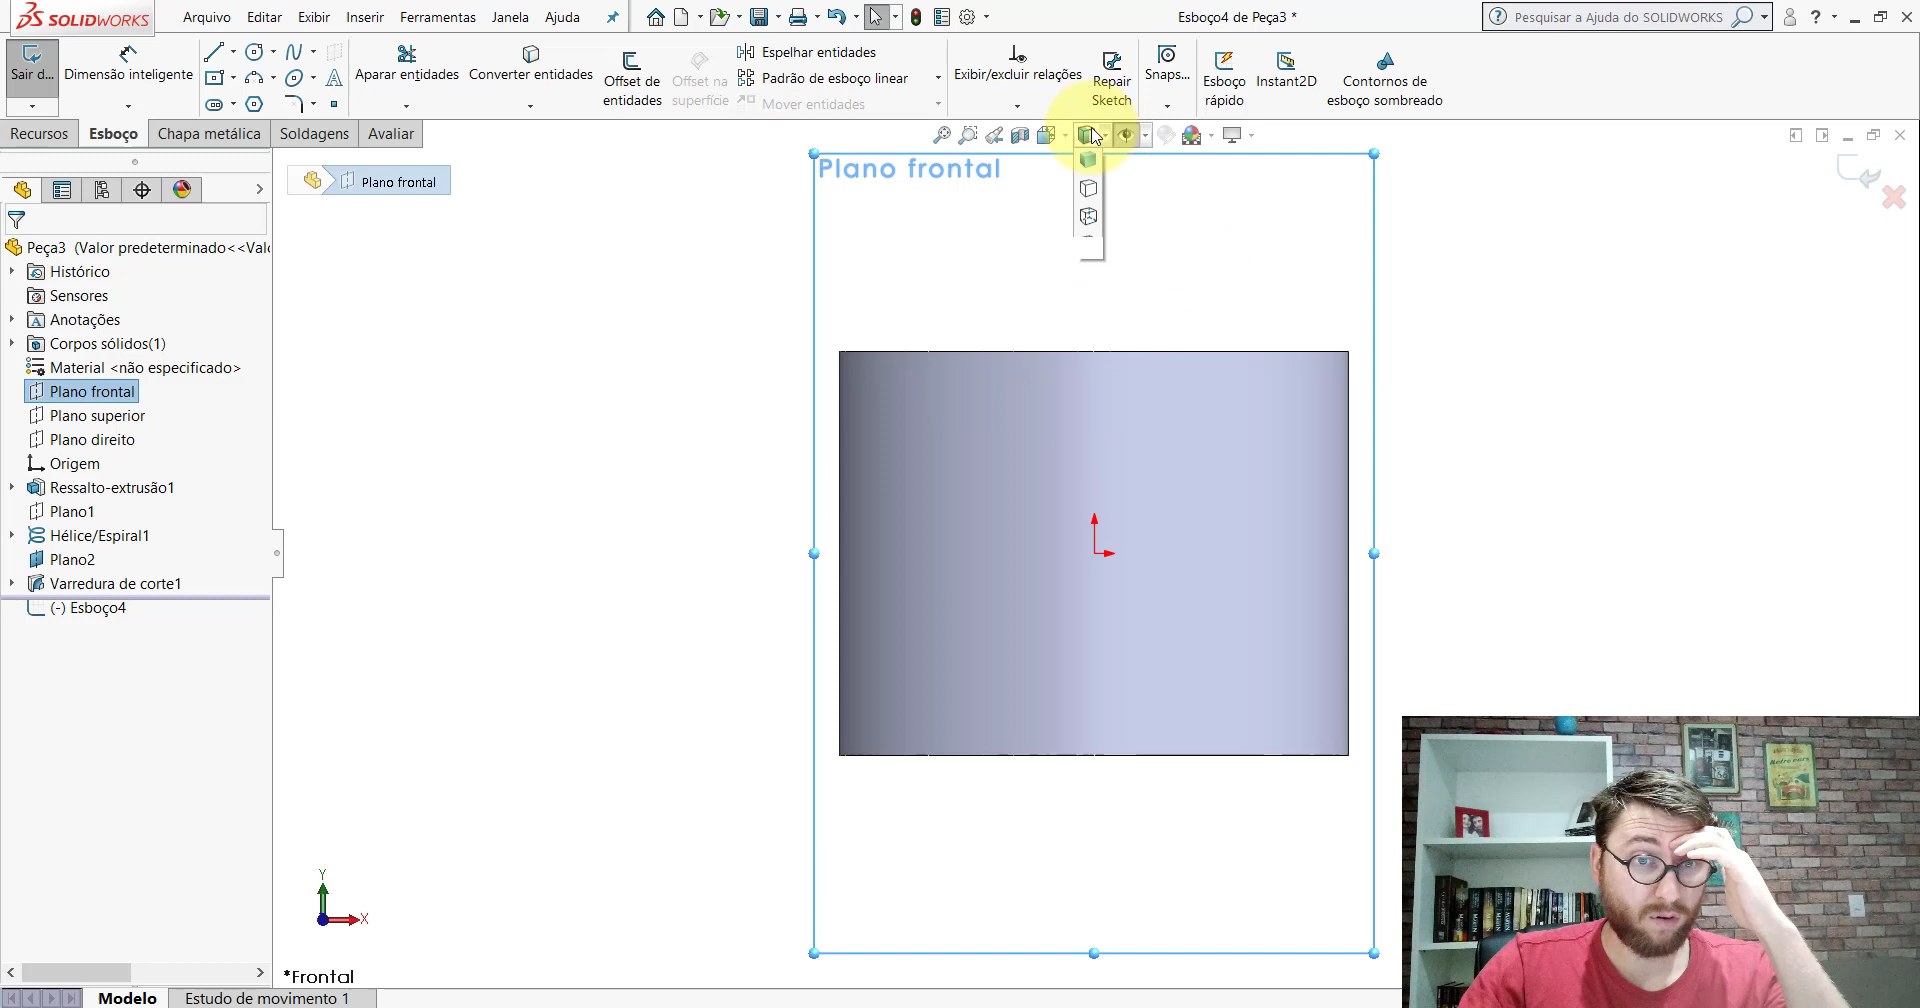 SOLIDWORKS
Arquivo Editar Exibir Inserir Ferramentas Janela Ajuda
Esboço4 de Peça3 *
Pesquisar a Ajuda do SOLIDWORKS
Sair d...
Dimensão inteligente
Aparar entidades
Converter entidades
Offset de entidades
Offset na superfície
Espelhar entidades
Padrão de esboço linear
Mover entidades
Exibir/excluir relações
Repair Sketch
Snaps...
Esboço rápido
Instant2D
Contornos de esboço sombreado
Recursos Esboço Chapa metálica Soldagens Avaliar
Plano frontal
Plano frontal
Peça3 (Valor predeterminado<<Val
Histórico
Sensores
Anotações
Corpos sólidos(1)
Material <não especificado>
Plano frontal
Plano superior
Plano direito
Origem
Ressalto-extrusão1
Plano1
Hélice/Espiral1
Plano2
Varredura de corte1
(-) Esboço4
Y
X
*Frontal
Modelo Estudo de movimento 1